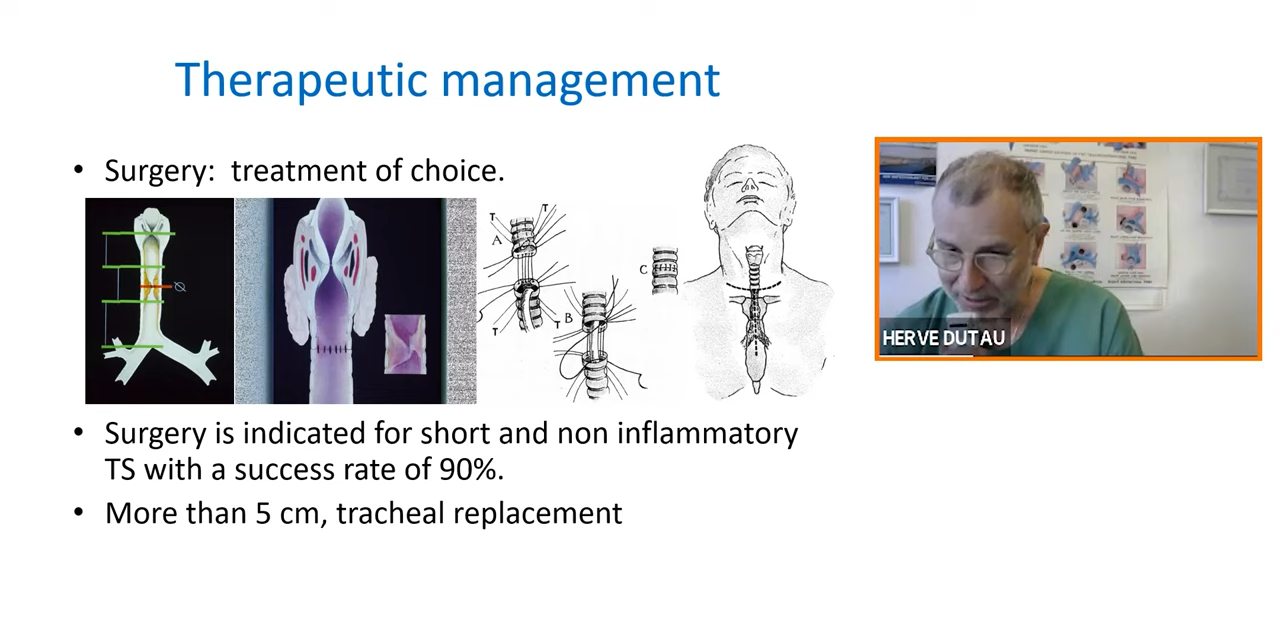 Therapeutic management
• Surgery: treatment of choice.
T
T
A
T
B
C
• Surgery is indicated for short and non inflammatory
TS with a success rate of 90%.
• More than 5 cm, tracheal replacement
HERVE DUTAU